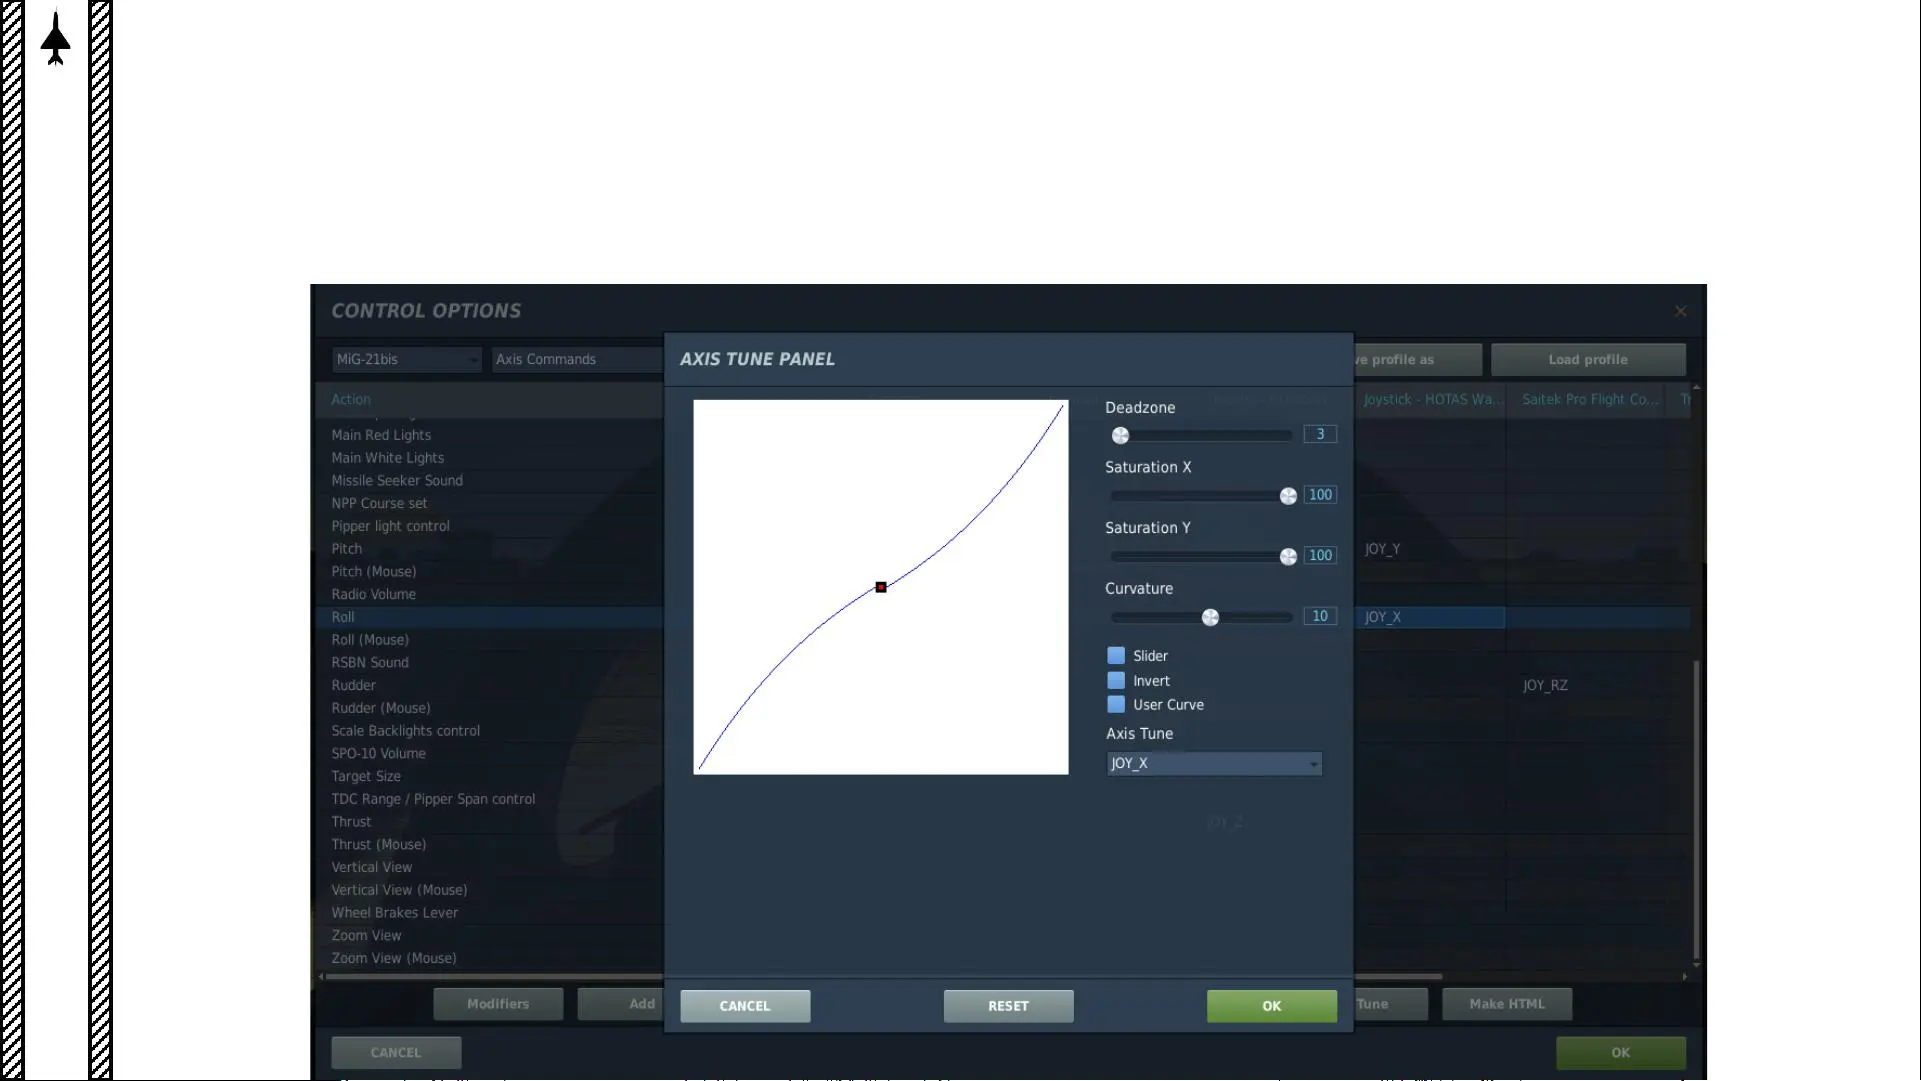 CONTROL OPTIONS
MiG-21bis
Axis Commands
ve profile as
Load profile
AXIS TUNE PANEL
Action
Joystick - HOTAS Wa...
Saitek Pro Flight Co...
Main Red Lights
Main White Lights
Missile Seeker Sound
NPP Course set
Pipper light control
Pitch
JOY_Y
Pitch (Mouse)
Radio Volume
Roll
JOY_X
Roll (Mouse)
RSBN Sound
Rudder
JOY_RZ
Rudder (Mouse)
Scale Backlights control
SPO-10 Volume
Target Size
TDC Range / Pipper Span control
Thrust
JOY_Z
Thrust (Mouse)
Vertical View
Vertical View (Mouse)
Wheel Brakes Lever
Zoom View
Zoom View (Mouse)
Deadzone
3
Saturation X
100
Saturation Y
100
Curvature
10
Slider
Invert
User Curve
Axis Tune
JOY_X
Modifiers
Add
Tune
Make HTML
CANCEL
RESET
OK
CANCEL
OK